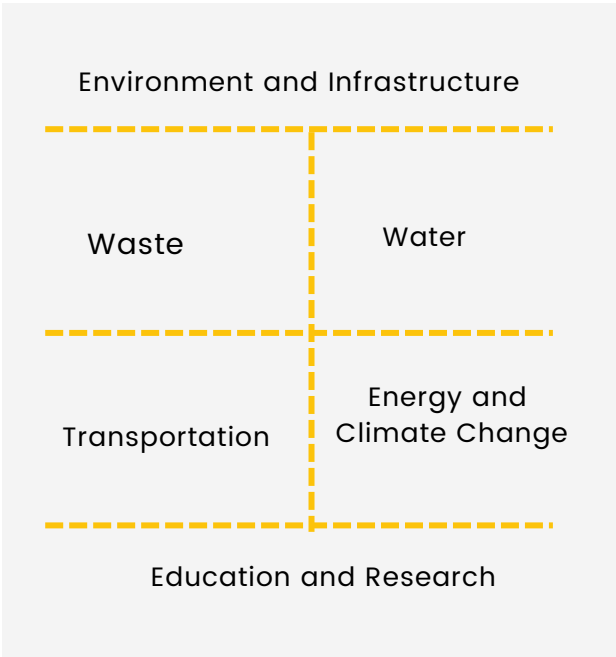 Environment and Infrastructure
Waste
Water
Transportation
Energy and
Climate Change
Education and Research